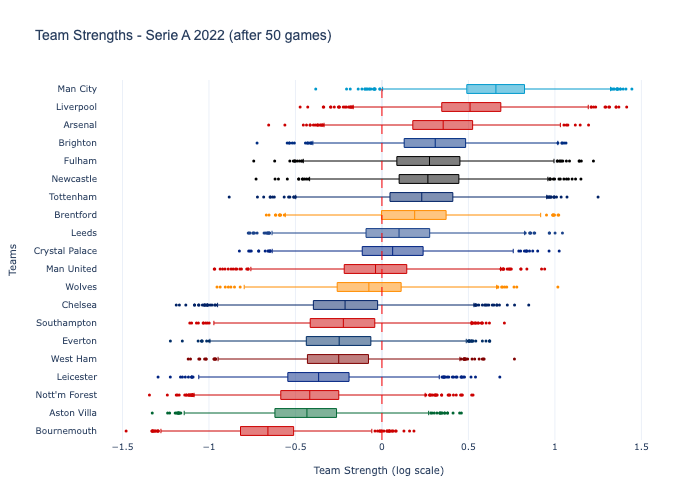 Team Strengths - Serie A 2022 (after 50 games)
Man City
Liverpool
Arsenal
Brighton
Fulham
Newcastle
Tottenham
Brentford
Leeds
Crystal Palace
Man United
Wolves
Chelsea
Southampton
Everton
West Ham
Leicester
Nott'm Forest
Aston Villa
Bournemouth
Teams
−1.5 −1 −0.5 0 0.5 1 1.5
Team Strength (log scale)